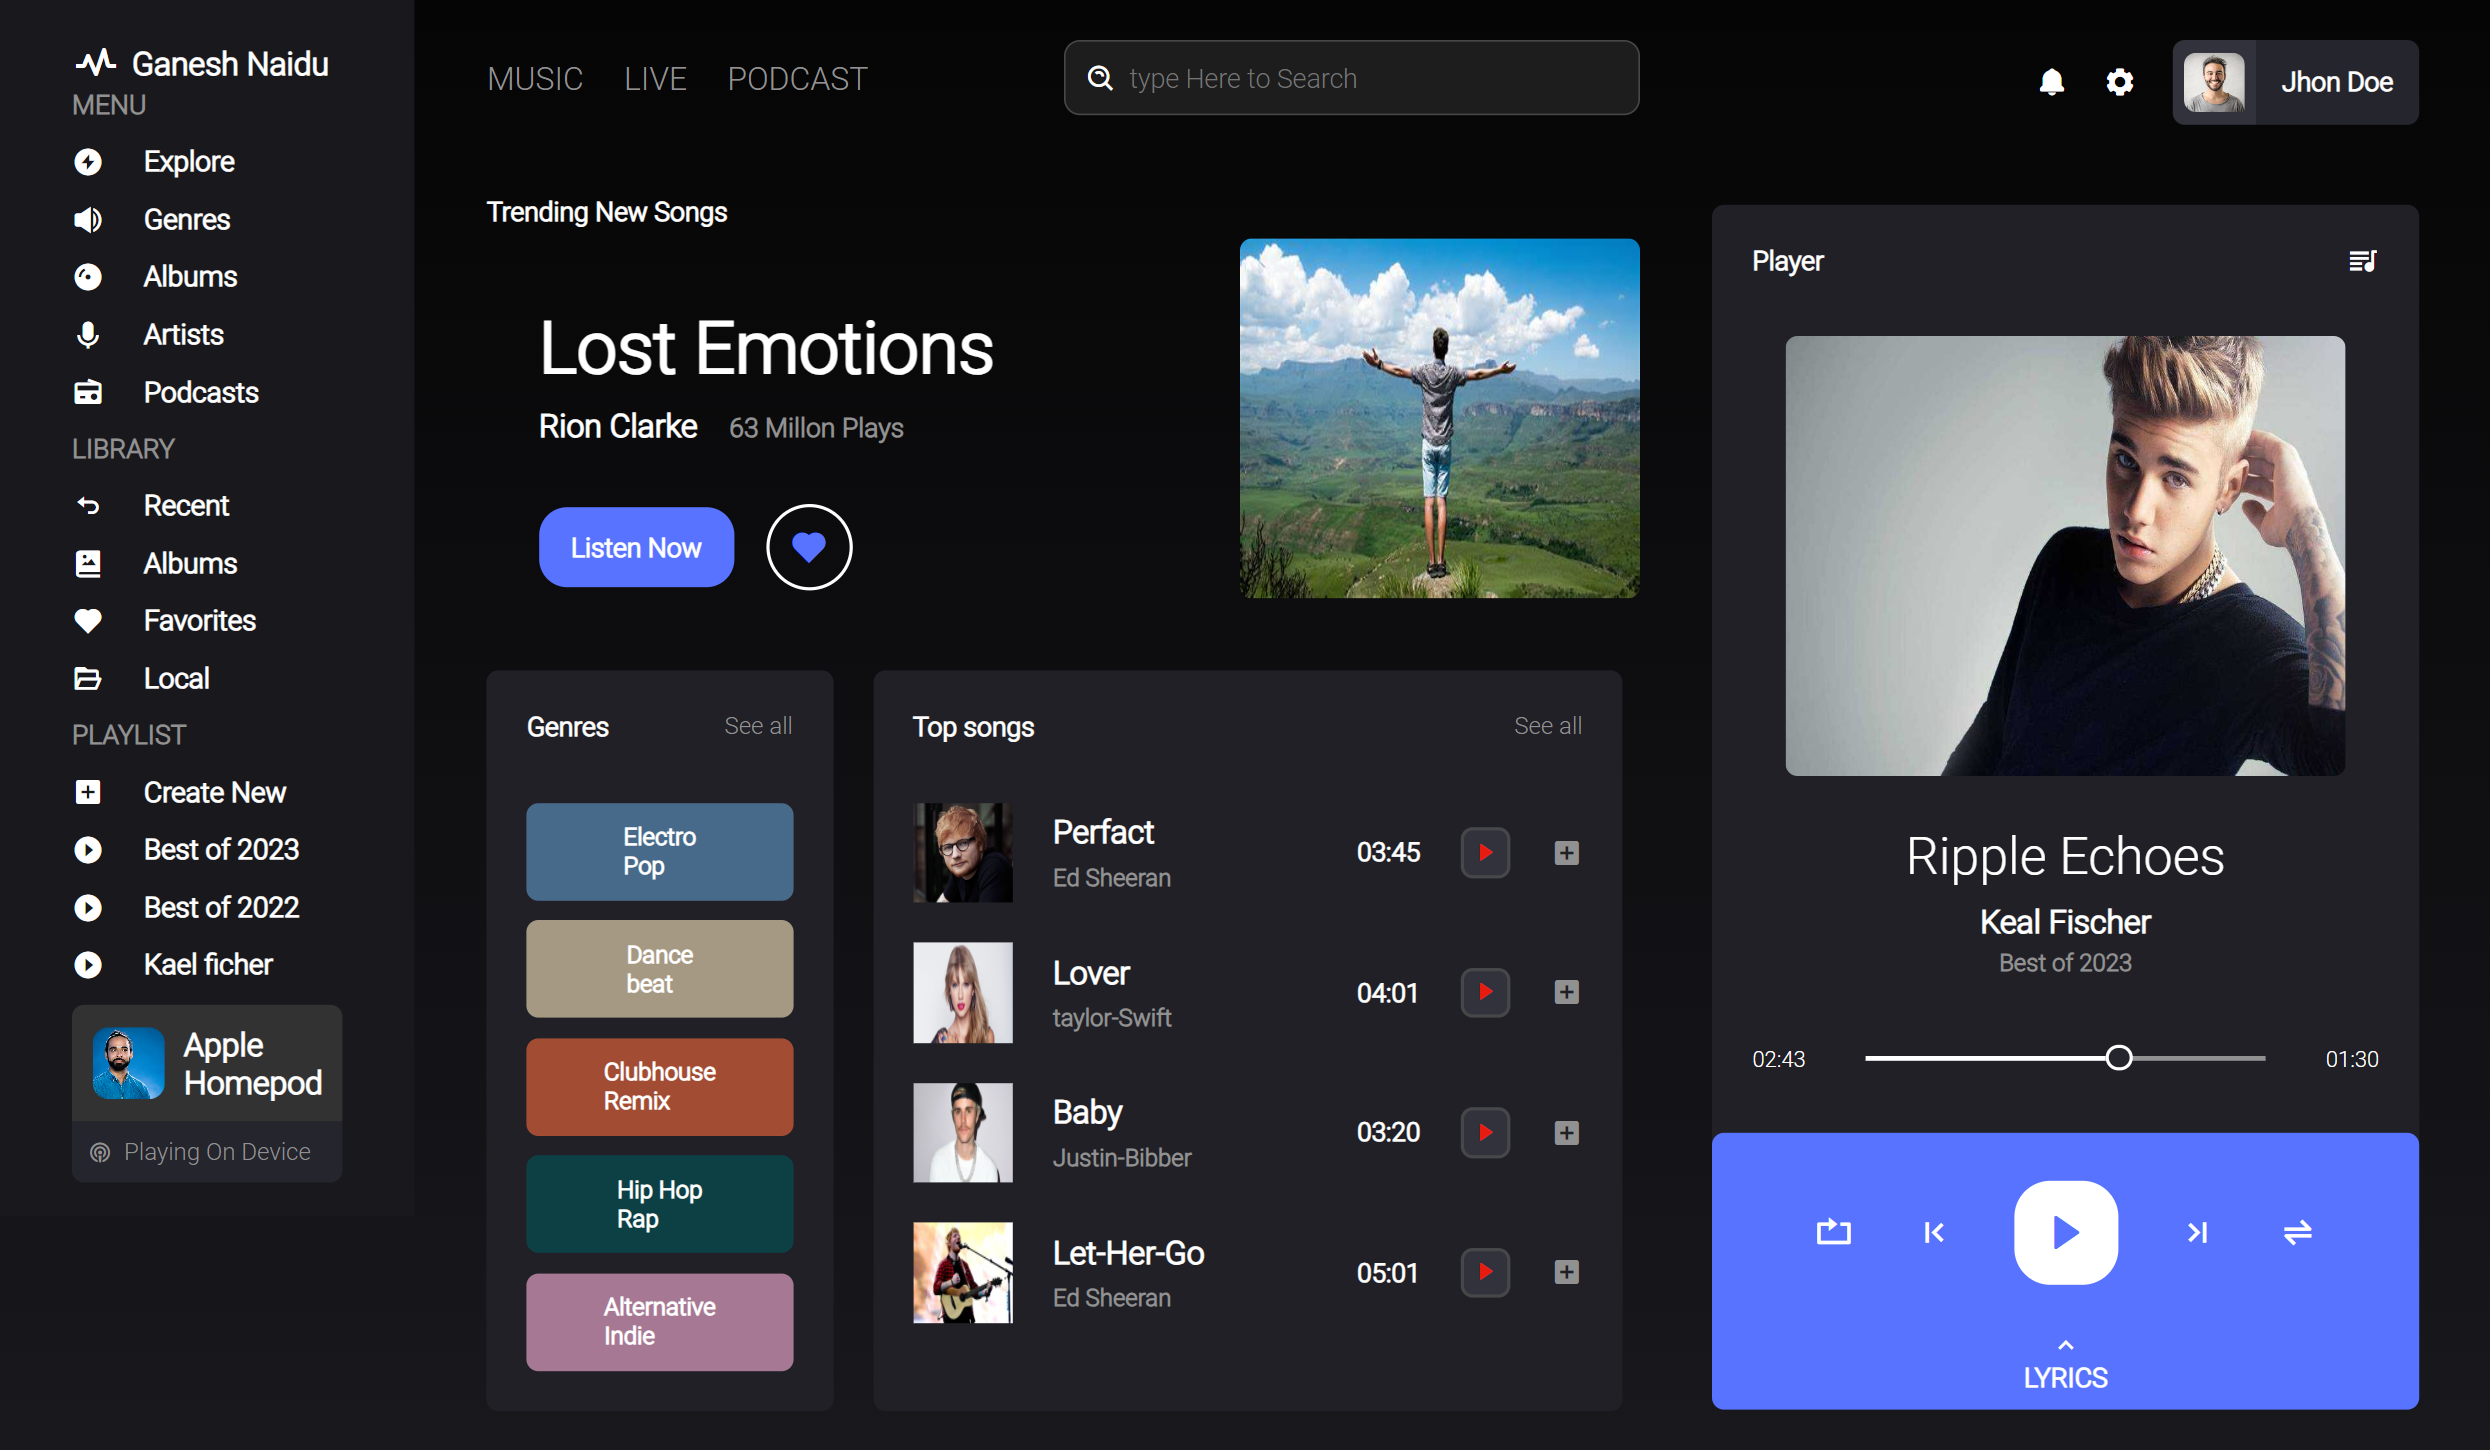 Ganesh Naidu
MENU
Explore
Genres
Albums
Artists
Podcasts
LIBRARY
Recent
Albums
Favorites
Local
PLAYLIST
Create New
Best of 2023
Best of 2022
Kael ficher
Apple
Homepod
Playing On Device
MUSIC LIVE PODCAST
type Here to Search
Jhon Doe
Trending New Songs
Lost Emotions
Rion Clarke 63 Millon Plays
Listen Now
Genres See all
Electro
Pop
Dance
beat
Clubhouse
Remix
Hip Hop
Rap
Alternative
Indie
Top songs See all
Perfact
Ed Sheeran
03:45
Lover
taylor-Swift
04:01
Baby
Justin-Bibber
03:20
Let-Her-Go
Ed Sheeran
05:01
Player
Ripple Echoes
Keal Fischer
Best of 2023
02:43 01:30
LYRICS